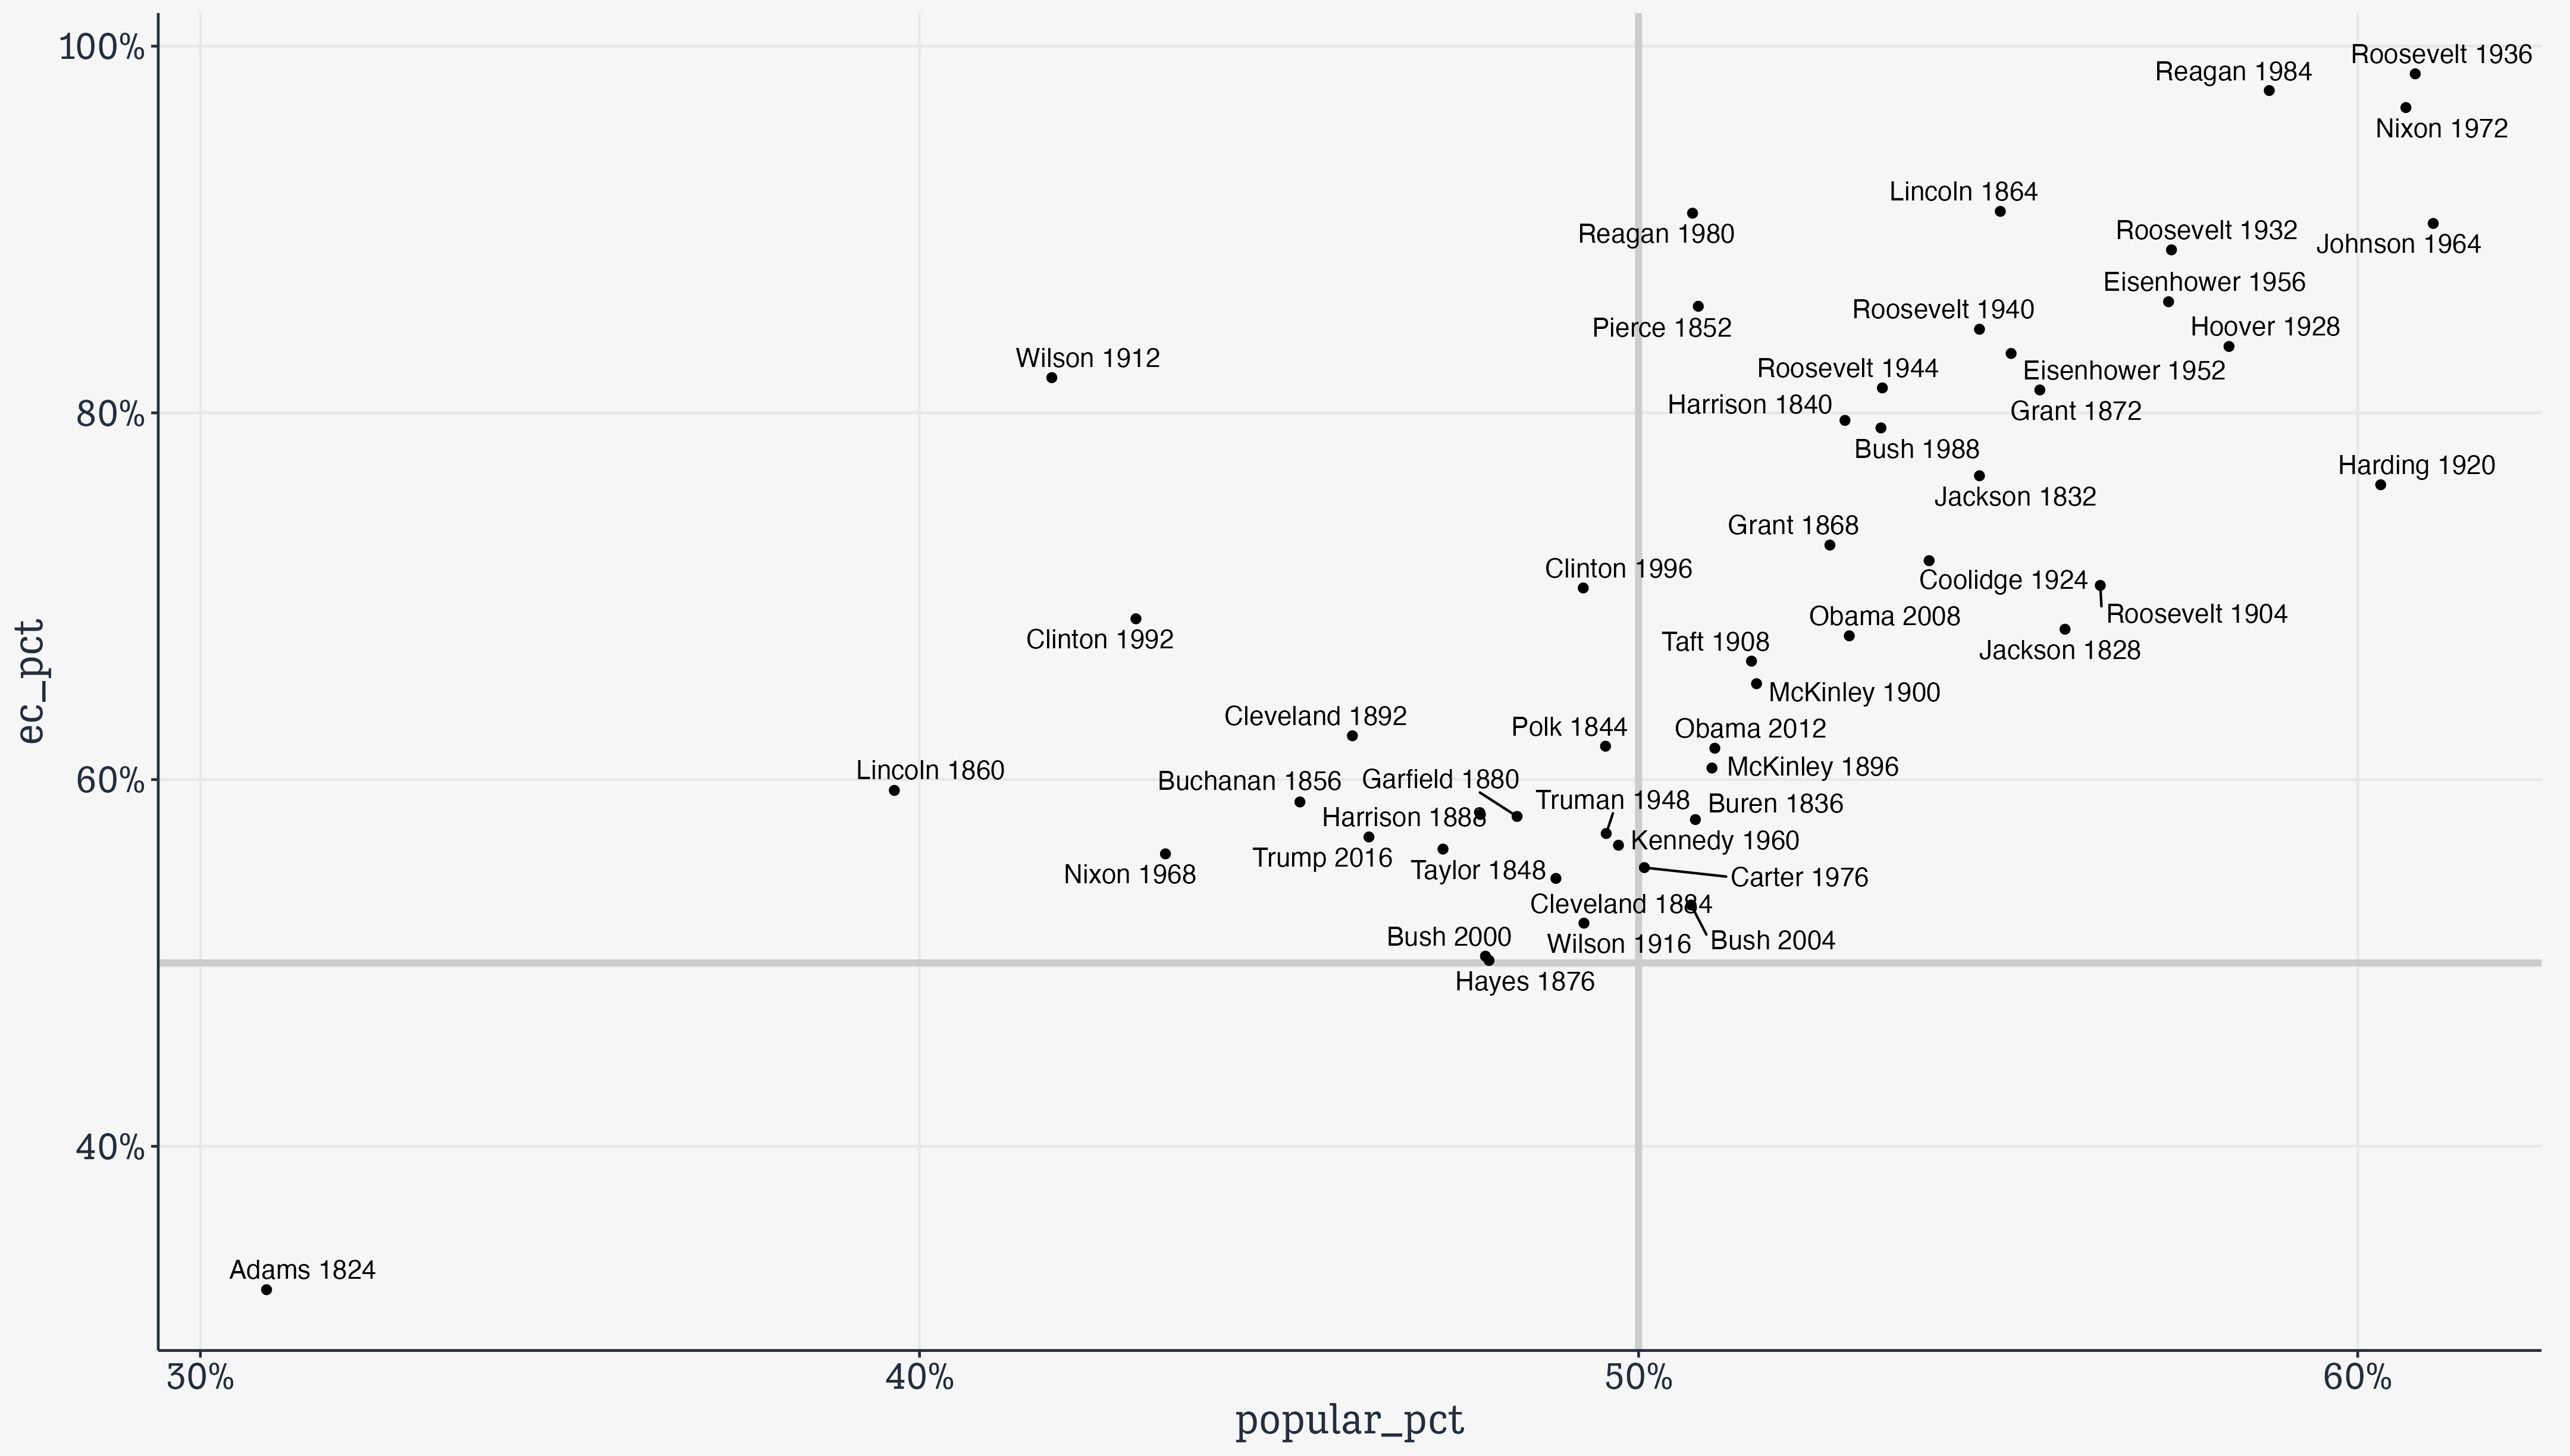 100%
Roosevelt 1936
Reagan 1984
Nixon 1972
Lincoln 1864
Reagan 1980
Roosevelt 1932
Johnson 1964
Eisenhower 1956
Roosevelt 1940
Pierce 1852
Hoover 1928
Wilson 1912
Roosevelt 1944
Eisenhower 1952
80%
Harrison 1840
Grant 1872
Bush 1988
Harding 1920
Jackson 1832
Grant 1868
Clinton 1996
Coolidge 1924
Roosevelt 1904
Obama 2008
Clinton 1992
Taft 1908
Jackson 1828
ec_pct
McKinley 1900
Cleveland 1892
Polk 1844
Obama 2012
McKinley 1896
60%
Lincoln 1860
Buchanan 1856
Garfield 1880
Truman 1948
Buren 1836
Harrison 1888
Kennedy 1960
Trump 2016
Taylor 1848
Nixon 1968
Carter 1976
Cleveland 1884
Bush 2000
Wilson 1916
Bush 2004
Hayes 1876
40%
Adams 1824
30%
40%
50%
60%
popular_pct